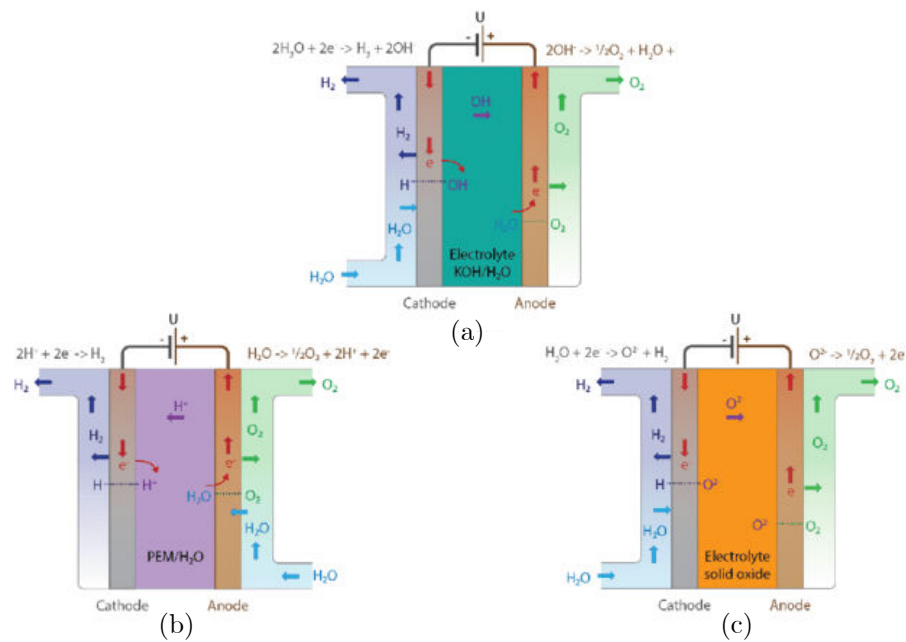 U
- +
2H₂O + 2e⁻ -> H₂ + 2OH
2OH⁻ -> ½O₂ + H₂O +
H₂
O₂
OH
O₂
H₂
e
H
OH
e
H₂O
H₂O
O₂
Electrolyte
KOH/H₂O
H₂O
Cathode
Anode
(a)
U
- +
2H⁺ + 2e⁻ -> H₂
H₂O -> ½O₂ + 2H⁺ + 2e⁻
H₂
O₂
H⁺
H₂
O₂
e⁻
e⁻
H
H⁺
H₂O
O₂
H₂O
PEM/H₂O
H₂O
Cathode
Anode
(b)
U
- +
H₂O + 2e⁻ -> O²⁻ + H₂
O²⁻ -> ½O₂ + 2e
H₂
O₂
O²⁻
H₂
O₂
e
H
O²⁻
e
H₂O
O²⁻
O₂
Electrolyte
solid oxide
H₂O
Cathode
Anode
(c)